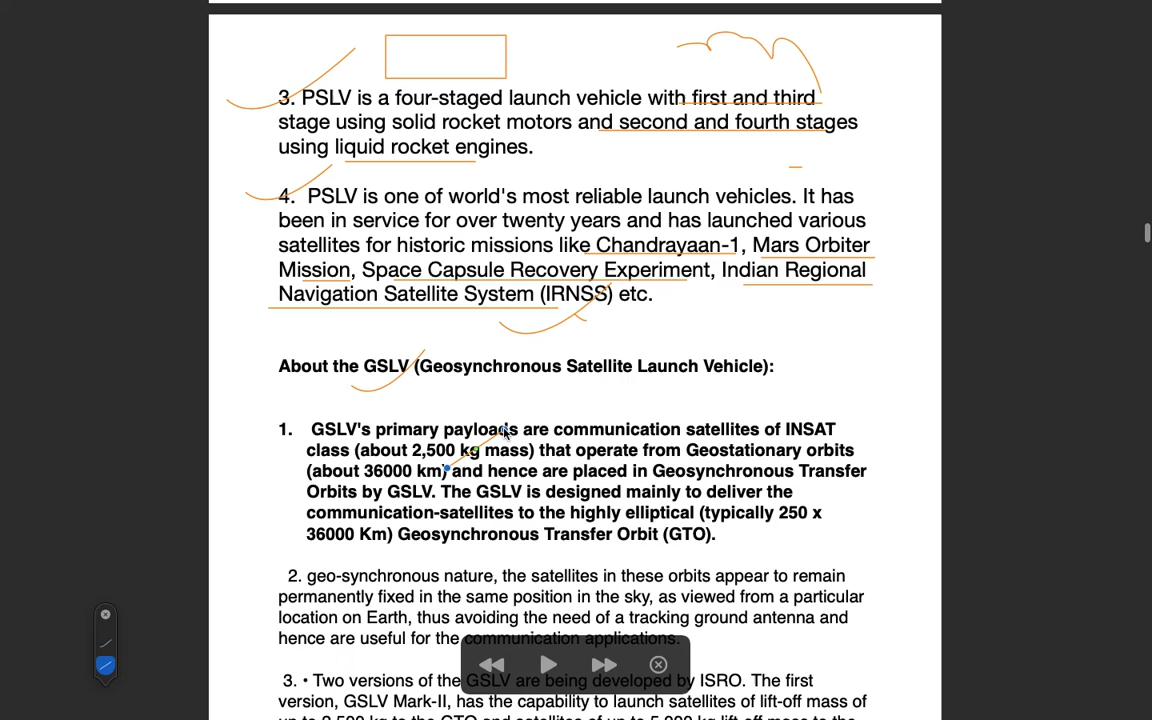 3. PSLV is a four-staged launch vehicle with first and third
stage using solid rocket motors and second and fourth stages
using liquid rocket engines.
4.  PSLV is one of world's most reliable launch vehicles. It has
been in service for over twenty years and has launched various
satellites for historic missions like Chandrayaan-1, Mars Orbiter
Mission, Space Capsule Recovery Experiment, Indian Regional
Navigation Satellite System (IRNSS) etc.
About the GSLV (Geosynchronous Satellite Launch Vehicle):
1.  GSLV's primary payloads are communication satellites of INSAT
class (about 2,500 kg mass) that operate from Geostationary orbits
(about 36000 km) and hence are placed in Geosynchronous Transfer
Orbits by GSLV. The GSLV is designed mainly to deliver the
communication-satellites to the highly elliptical (typically 250 x
36000 Km) Geosynchronous Transfer Orbit (GTO).
2. geo-synchronous nature, the satellites in these orbits appear to remain
permanently fixed in the same position in the sky, as viewed from a particular
location on Earth, thus avoiding the need of a tracking ground antenna and
hence are useful for the communication applications.
3. • Two versions of the GSLV are being developed by ISRO. The first
version, GSLV Mark-II, has the capability to launch satellites of lift-off mass of